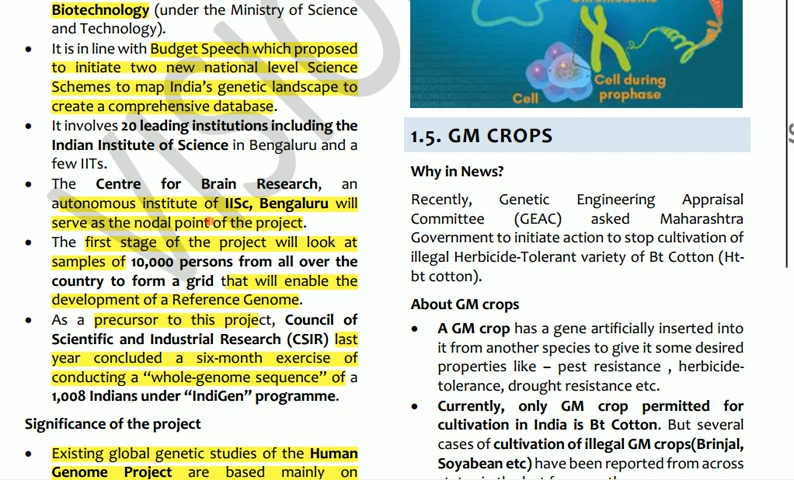 Biotechnology (under the Ministry of Science
and Technology).
• It is in line with Budget Speech which proposed
to initiate two new national level Science
Schemes to map India's genetic landscape to
create a comprehensive database.
• It involves 20 leading institutions including the
Indian Institute of Science in Bengaluru and a
few IITs.
• The Centre for Brain Research, an
autonomous institute of IISc, Bengaluru will
serve as the nodal point of the project.
• The first stage of the project will look at
samples of 10,000 persons from all over the
country to form a grid that will enable the
development of a Reference Genome.
• As a precursor to this project, Council of
Scientific and Industrial Research (CSIR) last
year concluded a six-month exercise of
conducting a “whole-genome sequence” of a
1,008 Indians under “IndiGen” programme.
Significance of the project
• Existing global genetic studies of the Human
Genome Project are based mainly on
Cell
Cell during
prophase
1.5. GM CROPS
Why in News?
Recently, Genetic Engineering Appraisal
Committee (GEAC) asked Maharashtra
Government to initiate action to stop cultivation of
illegal Herbicide-Tolerant variety of Bt Cotton (Ht-
bt cotton).
About GM crops
• A GM crop has a gene artificially inserted into
it from another species to give it some desired
properties like – pest resistance , herbicide-
tolerance, drought resistance etc.
• Currently, only GM crop permitted for
cultivation in India is Bt Cotton. But several
cases of cultivation of illegal GM crops(Brinjal,
Soyabean etc) have been reported from across
VISIO